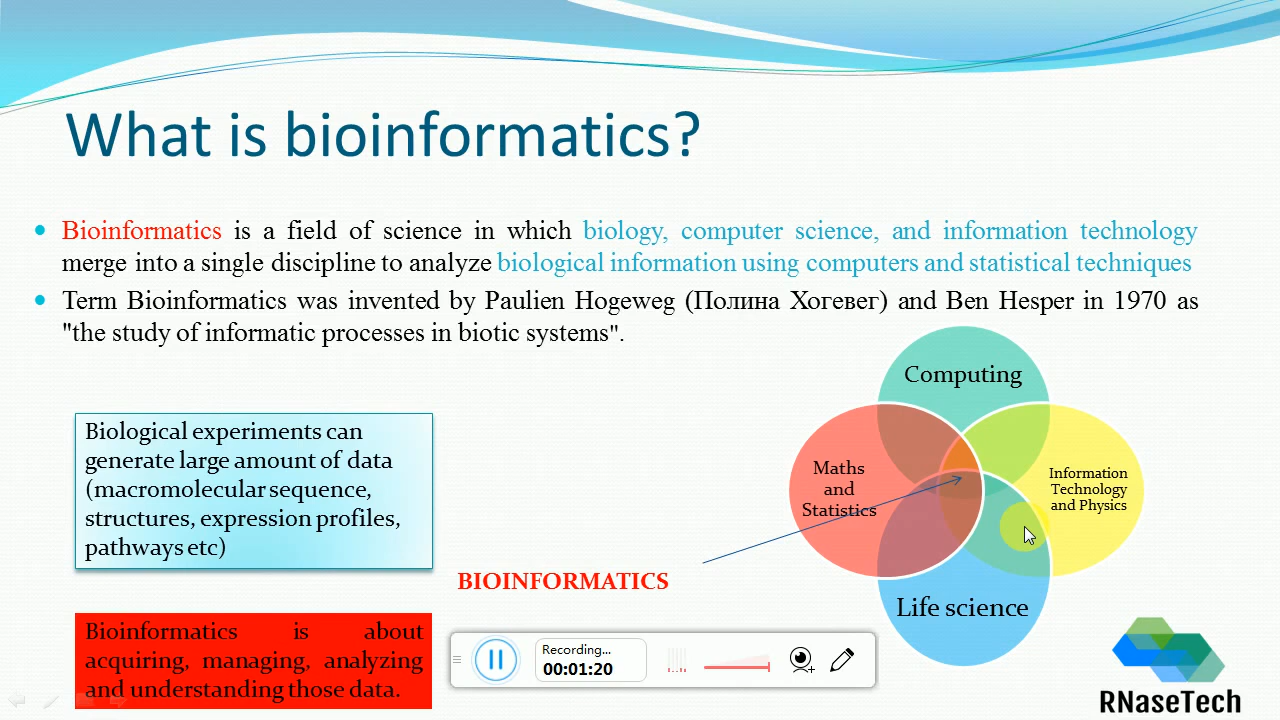 What is bioinformatics?
Bioinformatics is a field of science in which biology, computer science, and information technology
merge into a single discipline to analyze biological information using computers and statistical techniques
Term Bioinformatics was invented by Paulien Hogeweg (Полина Хогевег) and Ben Hesper in 1970 as
"the study of informatic processes in biotic systems".
Biological experiments can
generate large amount of data
(macromolecular sequence,
structures, expression profiles,
pathways etc)
Bioinformatics is about
acquiring, managing, analyzing
and understanding those data.
BIOINFORMATICS
Computing
Maths
and
Statistics
Information
Technology
and Physics
Life science
Recording...
00:01:20
RNaseTech